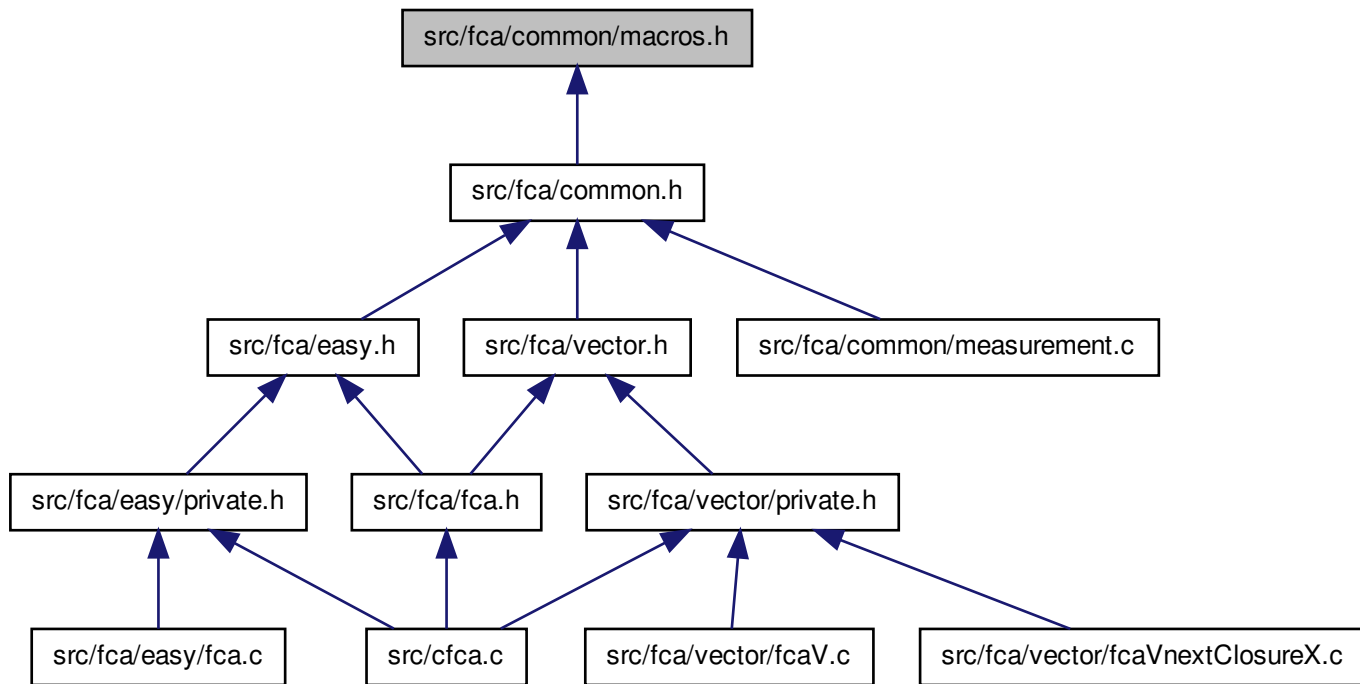 src/fca/common/macros.h
src/fca/common.h
src/fca/easy.h
src/fca/vector.h
src/fca/common/measurement.c
src/fca/easy/private.h
src/fca/fca.h
src/fca/vector/private.h
src/fca/easy/fca.c
src/cfca.c
src/fca/vector/fcaV.c
src/fca/vector/fcaVnextClosureX.c